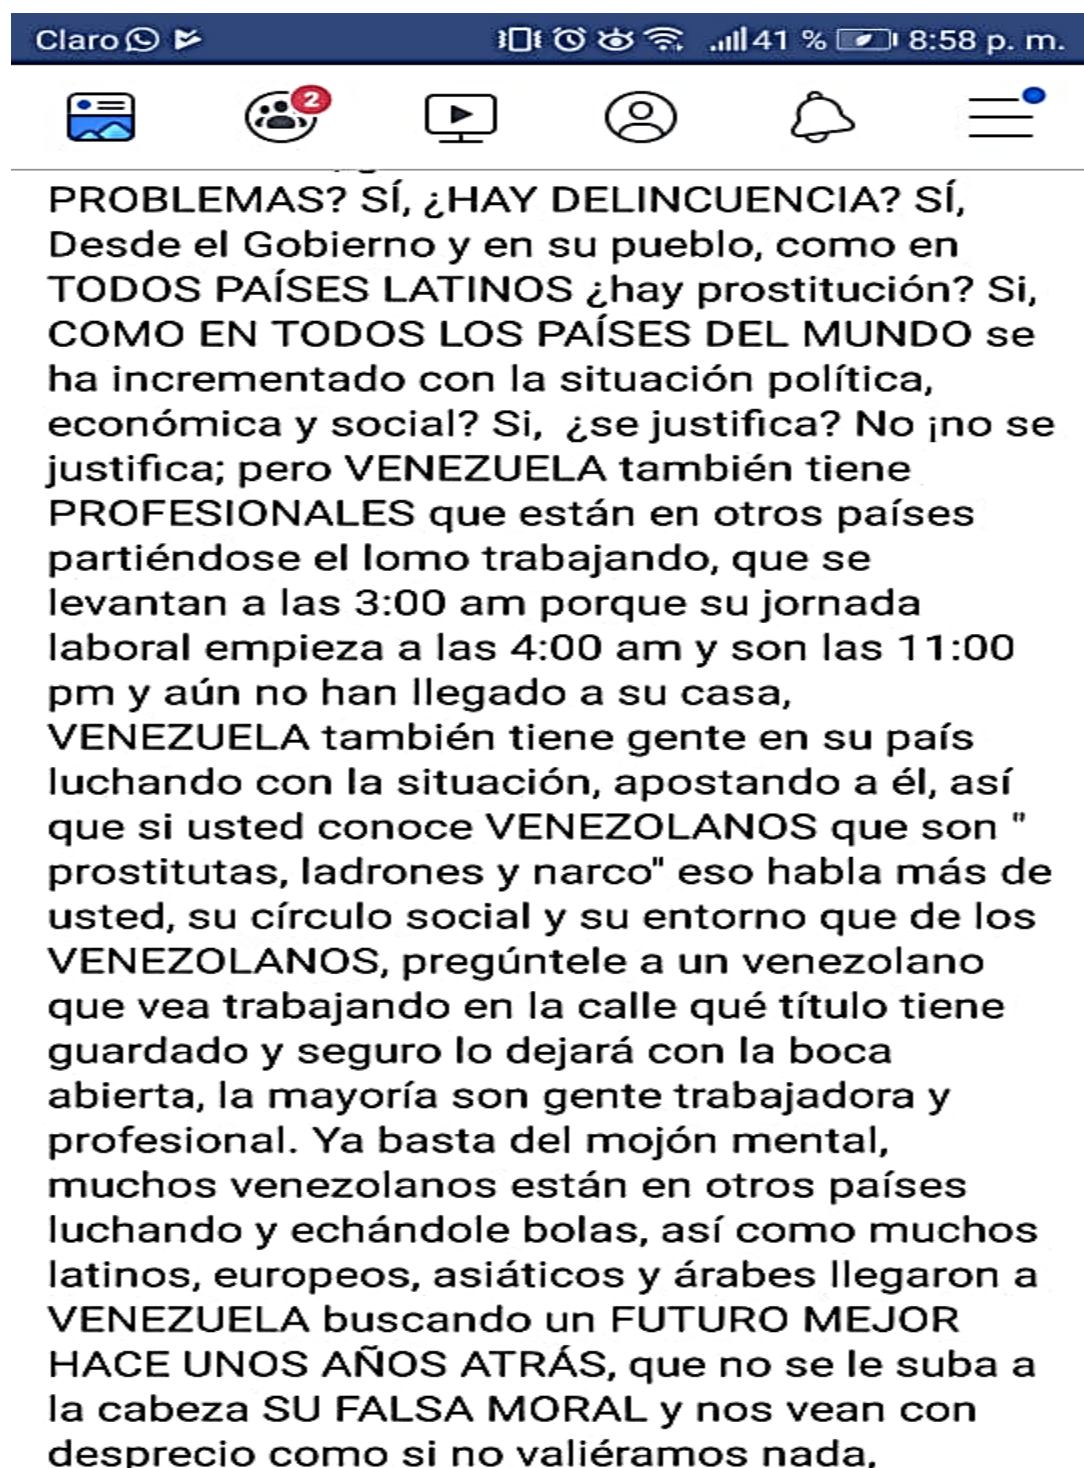 Claro 41 % 8:58 p. m.
2
PROBLEMAS? SÍ, ¿HAY DELINCUENCIA? SÍ,
Desde el Gobierno y en su pueblo, como en
TODOS PAÍSES LATINOS ¿hay prostitución? Si,
COMO EN TODOS LOS PAÍSES DEL MUNDO se
ha incrementado con la situación política,
económica y social? Si, ¿se justifica? No ¡no se
justifica; pero VENEZUELA también tiene
PROFESIONALES que están en otros países
partiéndose el lomo trabajando, que se
levantan a las 3:00 am porque su jornada
laboral empieza a las 4:00 am y son las 11:00
pm y aún no han llegado a su casa,
VENEZUELA también tiene gente en su país
luchando con la situación, apostando a él, así
que si usted conoce VENEZOLANOS que son "
prostitutas, ladrones y narco" eso habla más de
usted, su círculo social y su entorno que de los
VENEZOLANOS, pregúntele a un venezolano
que vea trabajando en la calle qué título tiene
guardado y seguro lo dejará con la boca
abierta, la mayoría son gente trabajadora y
profesional. Ya basta del mojón mental,
muchos venezolanos están en otros países
luchando y echándole bolas, así como muchos
latinos, europeos, asiáticos y árabes llegaron a
VENEZUELA buscando un FUTURO MEJOR
HACE UNOS AÑOS ATRÁS, que no se le suba a
la cabeza SU FALSA MORAL y nos vean con
desprecio como si no valiéramos nada,